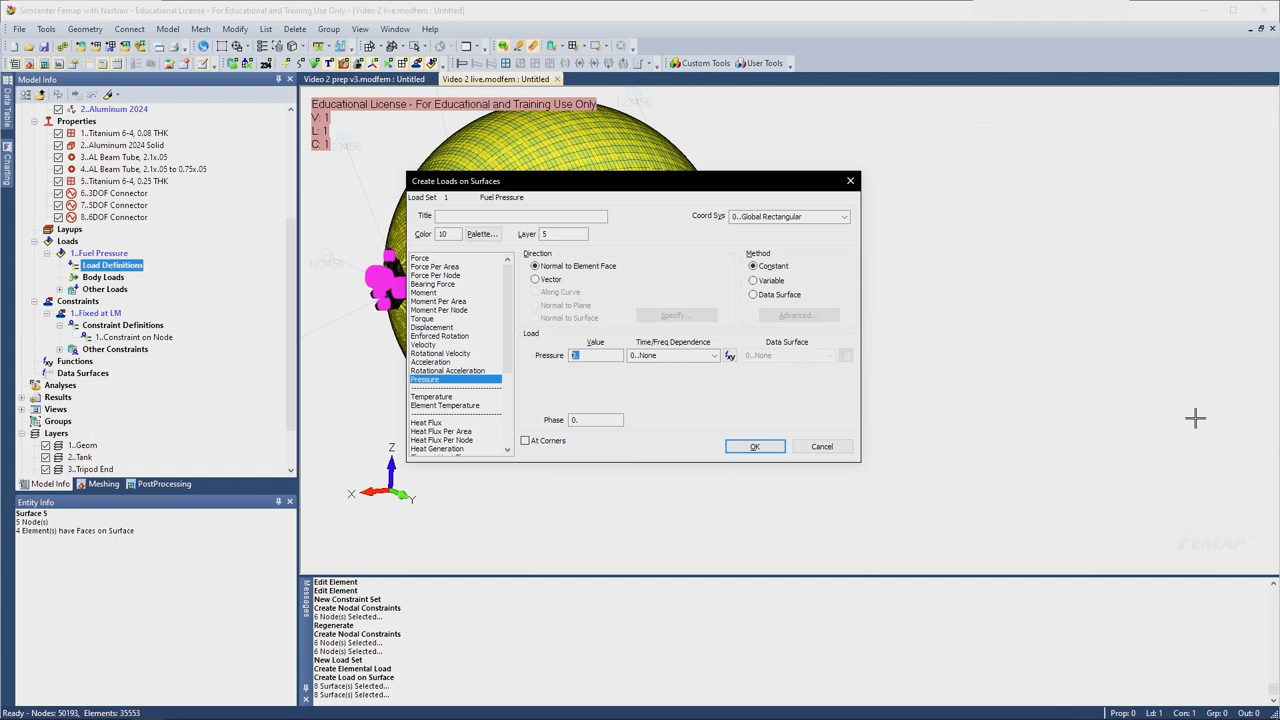 Simcenter Femap with Nastran - Educational License - For Educational and Training Use Only - [Video 2 live.modfem : Untitled]
File Tools Geometry Connect Model Mesh Modify List Delete Group View Window Help
Custom Tools User Tools
Model Info
Video 2 prep v3.modfem : Untitled Video 2 live.modfem : Untitled
Data Table
Charting
2..Aluminum 2024
Properties
1..Titanium 6-4, 0.08 THK
2..Aluminum 2024 Solid
3..AL Beam Tube, 2.1x.05
4..AL Beam Tube, 2.1x.05 to 0.75x.05
5..Titanium 6-4, 0.25 THK
6..3DOF Connector
7..5DOF Connector
8..6DOF Connector
Layups
Loads
1..Fuel Pressure
Load Definitions
Body Loads
Other Loads
Constraints
1..Fixed at LM
Constraint Definitions
1..Constraint on Node
Other Constraints
Functions
Data Surfaces
Analyses
Results
Views
Groups
Layers
1..Geom
2..Tank
3..Tripod End
Model Info Meshing PostProcessing
Entity Info
Surface 5
5 Node(s)
4 Element(s) have Faces on Surface
Educational License - For Educational and Training Use Only
V: 1
L: 1
C: 1
123456
123456
123456
Z
X
Y
FEMAP
Create Loads on Surfaces
Load Set 1 Fuel Pressure
Title
Coord Sys 0..Global Rectangular
Color 10 Palette... Layer 5
Force
Force Per Area
Force Per Node
Bearing Force
Moment
Moment Per Area
Moment Per Node
Torque
Displacement
Enforced Rotation
Velocity
Rotational Velocity
Acceleration
Rotational Acceleration
Pressure
Temperature
Element Temperature
Heat Flux
Heat Flux Per Area
Heat Flux Per Node
Heat Generation
Direction
Normal to Element Face
Vector
Along Curve
Normal to Plane
Normal to Surface
Specify...
Method
Constant
Variable
Data Surface
Advanced...
Load
Value Time/Freq Dependence Data Surface
Pressure 0. 0..None 0..None
Phase 0.
At Corners
OK Cancel
Messages
Edit Element
Edit Element
New Constraint Set
Create Nodal Constraints
6 Node(s) Selected...
Regenerate
Create Nodal Constraints
6 Node(s) Selected...
6 Node(s) Selected...
New Load Set
Create Elemental Load
Create Load on Surface
8 Surface(s) Selected...
8 Surface(s) Selected...
Ready - Nodes: 50193, Elements: 35553
Prop: 0 Ld: 1 Con: 1 Grp: 0 Out: 0